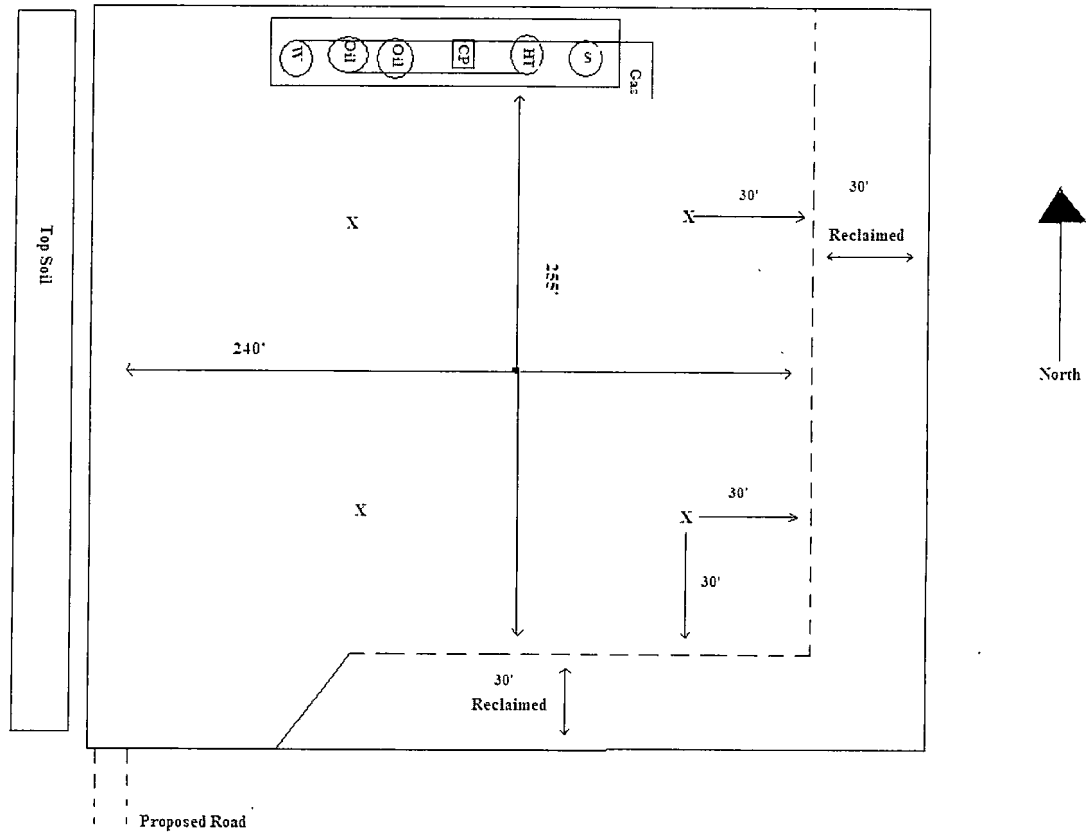 W
Oil
Oil
CP
HT
S
Gas
Top Soil
X
X
30'
30'
Reclaimed
255'
240'
North
X
X
30'
30'
30'
Reclaimed
Proposed Road